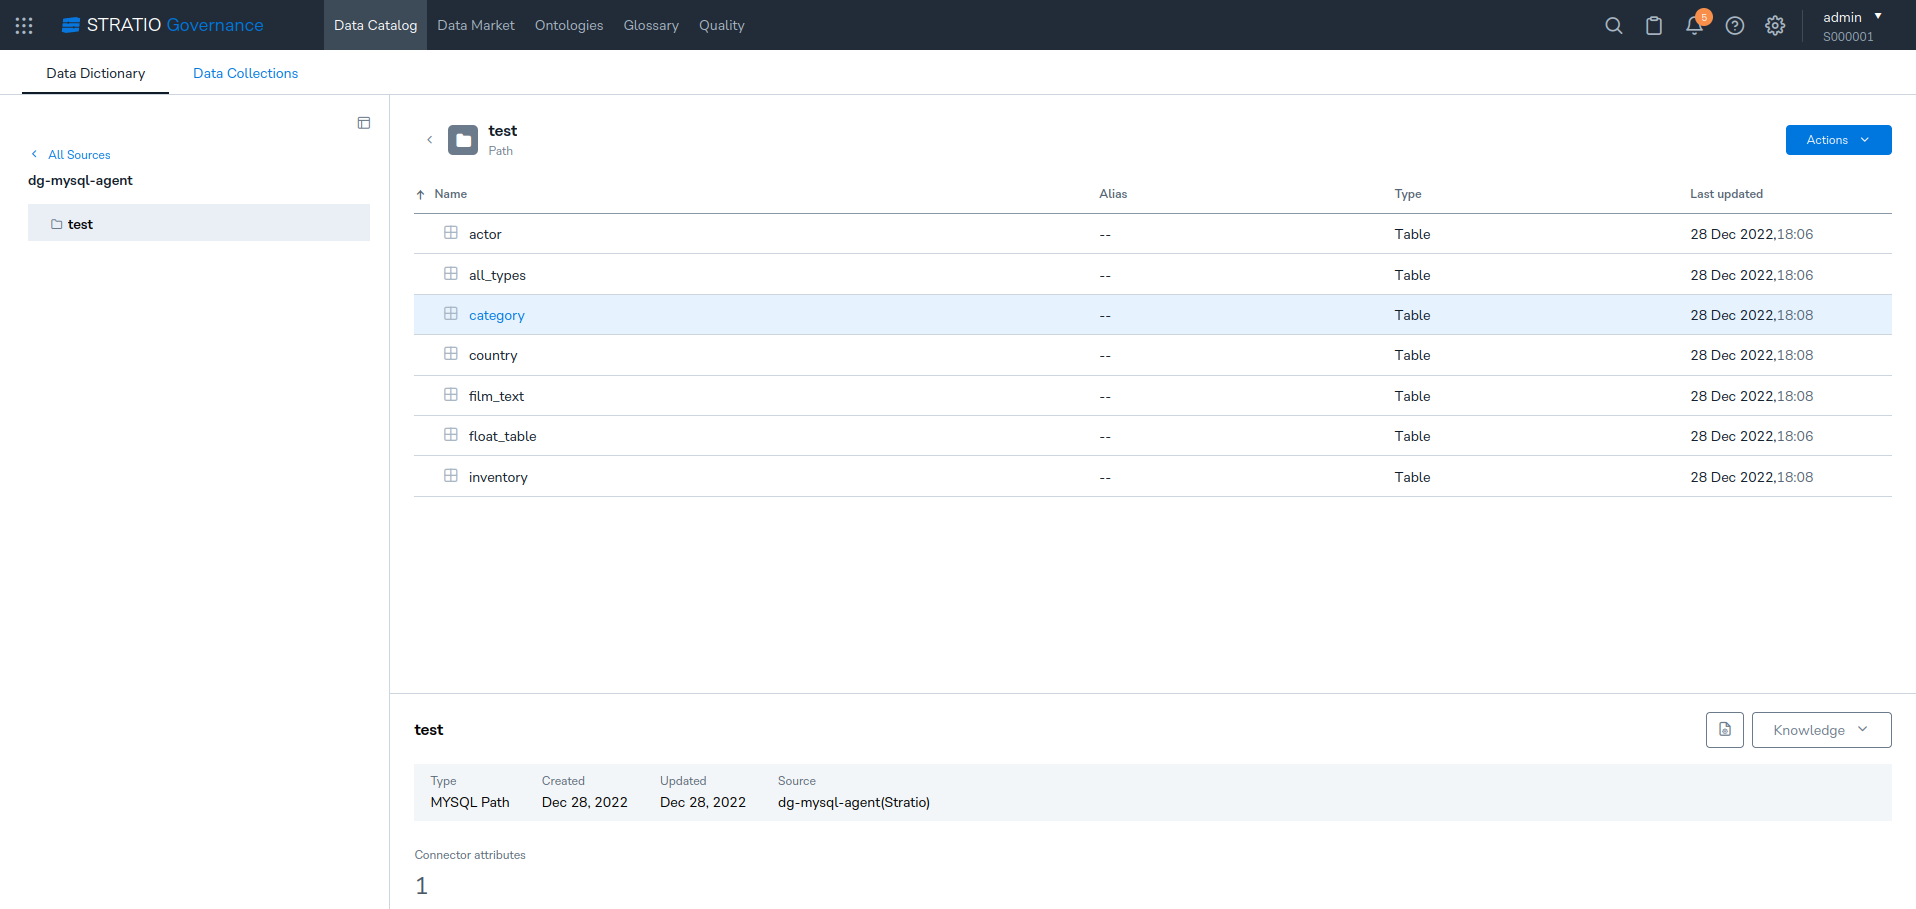 STRATIO Governance Data Catalog Data Market Ontologies Glossary Quality 5 admin
S000001
Data Dictionary Data Collections
All Sources
dg-mysql-agent
test
test
Path
Actions
Name Alias Type Last updated
actor -- Table 28 Dec 2022,18:06
all_types -- Table 28 Dec 2022,18:06
category -- Table 28 Dec 2022,18:08
country -- Table 28 Dec 2022,18:08
film_text -- Table 28 Dec 2022,18:08
float_table -- Table 28 Dec 2022,18:06
inventory -- Table 28 Dec 2022,18:08
test
Knowledge
Type Created Updated Source
MYSQL Path Dec 28, 2022 Dec 28, 2022 dg-mysql-agent(Stratio)
Connector attributes
1